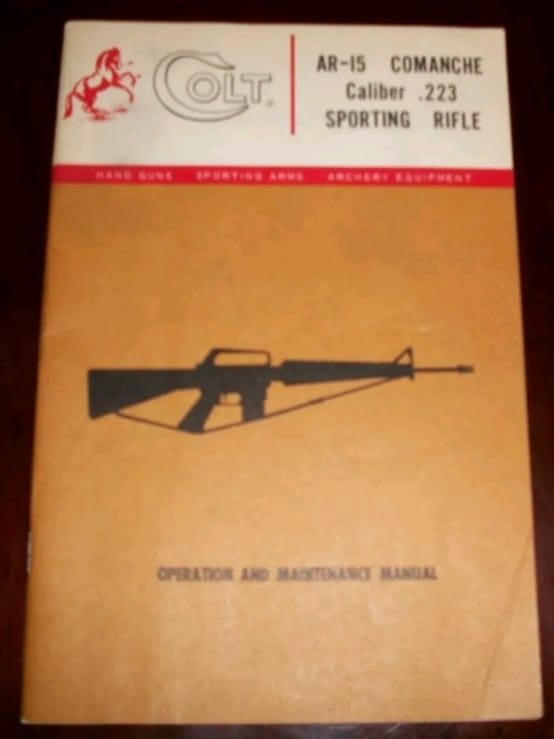 COLT®
AR-15 COMANCHE
Caliber .223
SPORTING RIFLE
HAND GUNS SPORTING ARMS ARCHERY EQUIPMENT
OPERATION AND MAINTENANCE MANUAL